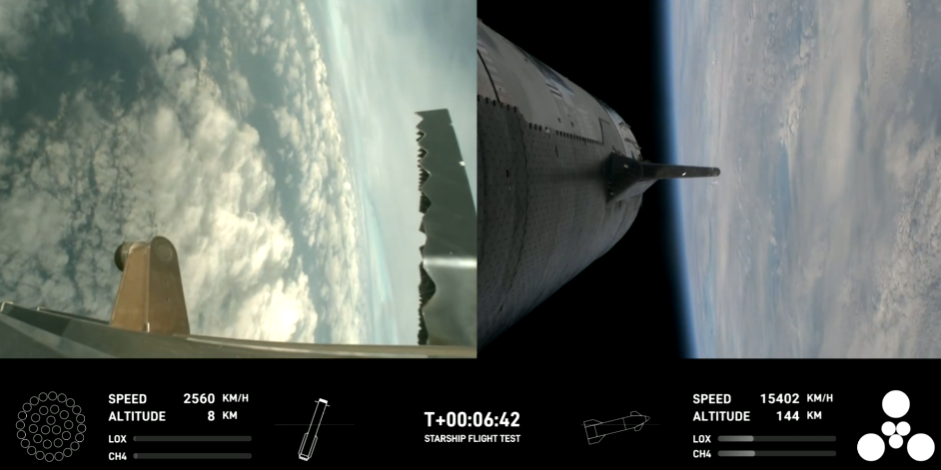 SPEED 2560 KM/H
ALTITUDE 8 KM
LOX
CH4
T+00:06:42
STARSHIP FLIGHT TEST
SPEED 15402 KM/H
ALTITUDE 144 KM
LOX
CH4